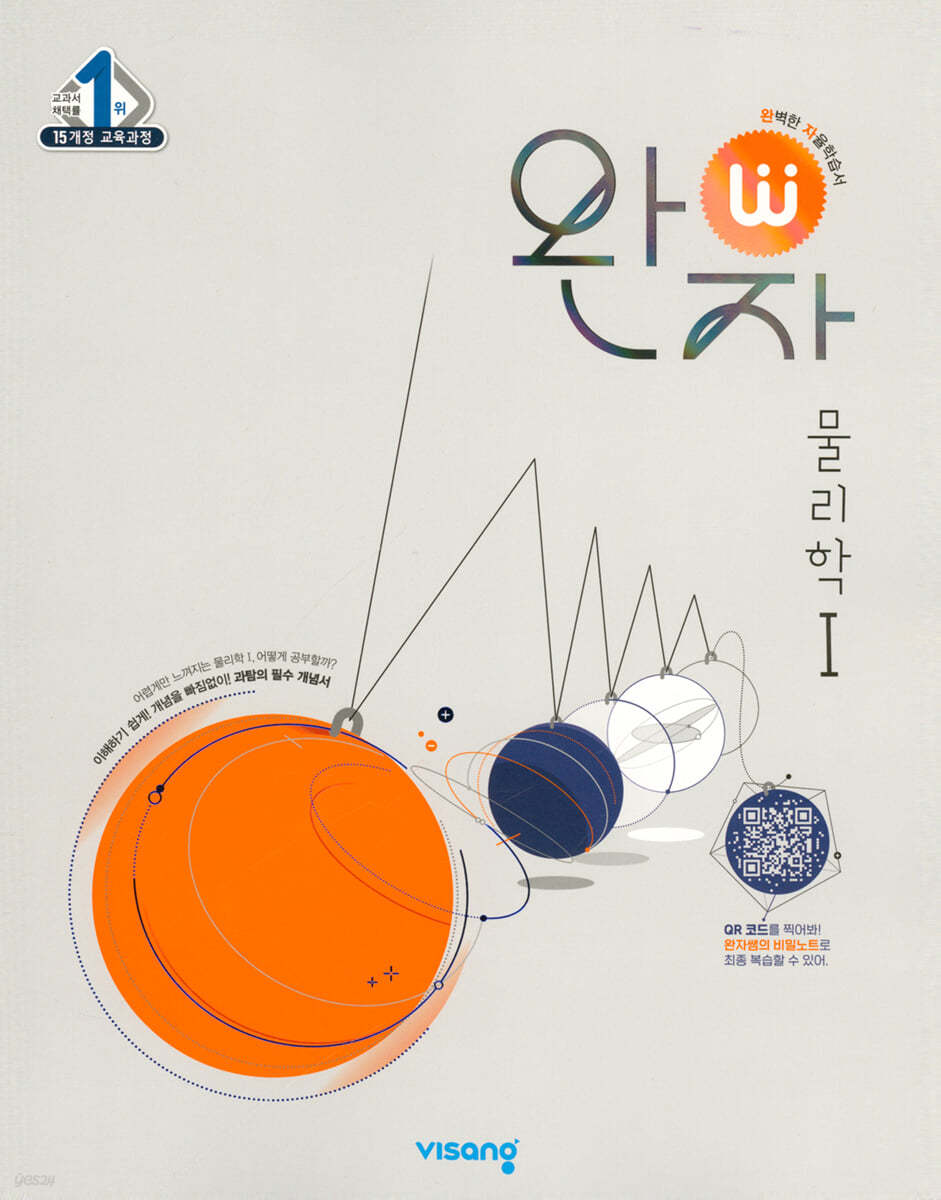 교과서
채택률
1위
15개정 교육과정
완벽한 자율학습서
완자
물리학 I
어렵게만 느껴지는 물리학 I, 어떻게 공부할까?
이해하기 쉽게! 개념을 빠짐없이! 과탐의 필수 개념서
QR 코드를 찍어봐!
완자쌤의 비밀노트로
최종 복습할 수 있어.
visang
yes24